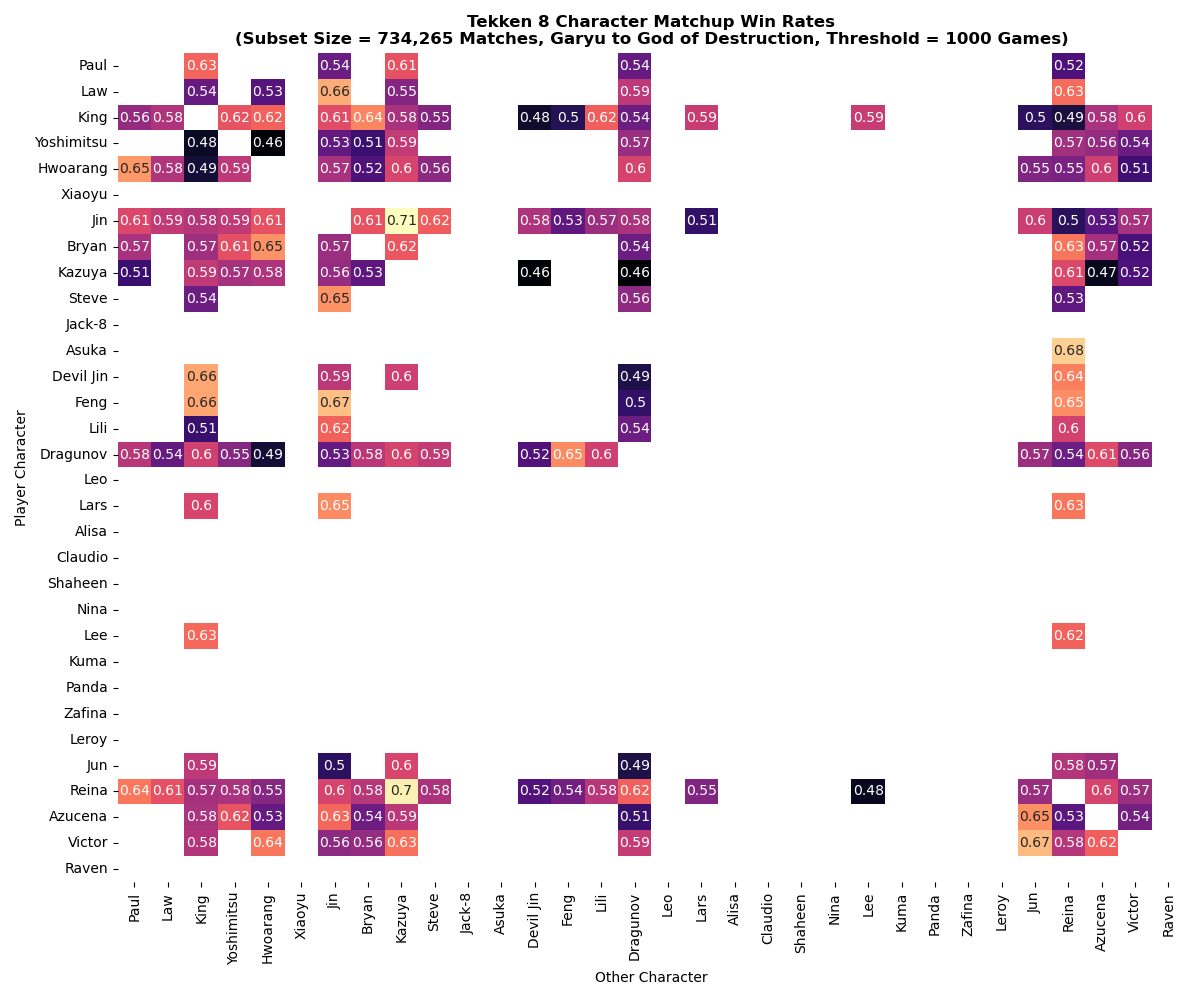 Tekken 8 Character Matchup Win Rates
(Subset Size = 734,265 Matches, Garyu to God of Destruction, Threshold = 1000 Games)
Player Character
Paul 0.63 0.54 0.61 0.54 0.52
Law 0.54 0.53 0.66 0.55 0.59 0.63
King 0.56 0.58 0.62 0.62 0.61 0.64 0.58 0.55 0.48 0.5 0.62 0.54 0.59 0.59 0.5 0.49 0.58 0.6
Yoshimitsu 0.48 0.46 0.53 0.51 0.59 0.57 0.57 0.56 0.54
Hwoarang 0.65 0.58 0.49 0.59 0.57 0.52 0.6 0.56 0.6 0.55 0.55 0.6 0.51
Xiaoyu
Jin 0.61 0.59 0.58 0.59 0.61 0.61 0.71 0.62 0.58 0.53 0.57 0.58 0.51 0.6 0.5 0.53 0.57
Bryan 0.57 0.57 0.61 0.65 0.57 0.62 0.54 0.63 0.57 0.52
Kazuya 0.51 0.59 0.57 0.58 0.56 0.53 0.46 0.46 0.61 0.47 0.52
Steve 0.54 0.65 0.56 0.53
Jack-8
Asuka 0.68
Devil Jin 0.66 0.59 0.6 0.49 0.64
Feng 0.66 0.67 0.5 0.65
Lili 0.51 0.62 0.54 0.6
Dragunov 0.58 0.54 0.6 0.55 0.49 0.53 0.58 0.6 0.59 0.52 0.65 0.6 0.57 0.54 0.61 0.56
Leo
Lars 0.6 0.65 0.63
Alisa
Claudio
Shaheen
Nina
Lee 0.63 0.62
Kuma
Panda
Zafina
Leroy
Jun 0.59 0.5 0.6 0.49 0.58 0.57
Reina 0.64 0.61 0.57 0.58 0.55 0.6 0.58 0.7 0.58 0.52 0.54 0.58 0.62 0.55 0.48 0.57 0.6 0.57
Azucena 0.58 0.62 0.53 0.63 0.54 0.59 0.51 0.65 0.53 0.54
Victor 0.58 0.64 0.56 0.56 0.63 0.59 0.67 0.58 0.62
Raven
Paul Law King Yoshimitsu Hwoarang Xiaoyu Jin Bryan Kazuya Steve Jack-8 Asuka Devil Jin Feng Lili Dragunov Leo Lars Alisa Claudio Shaheen Nina Lee Kuma Panda Zafina Leroy Jun Reina Azucena Victor Raven
Other Character